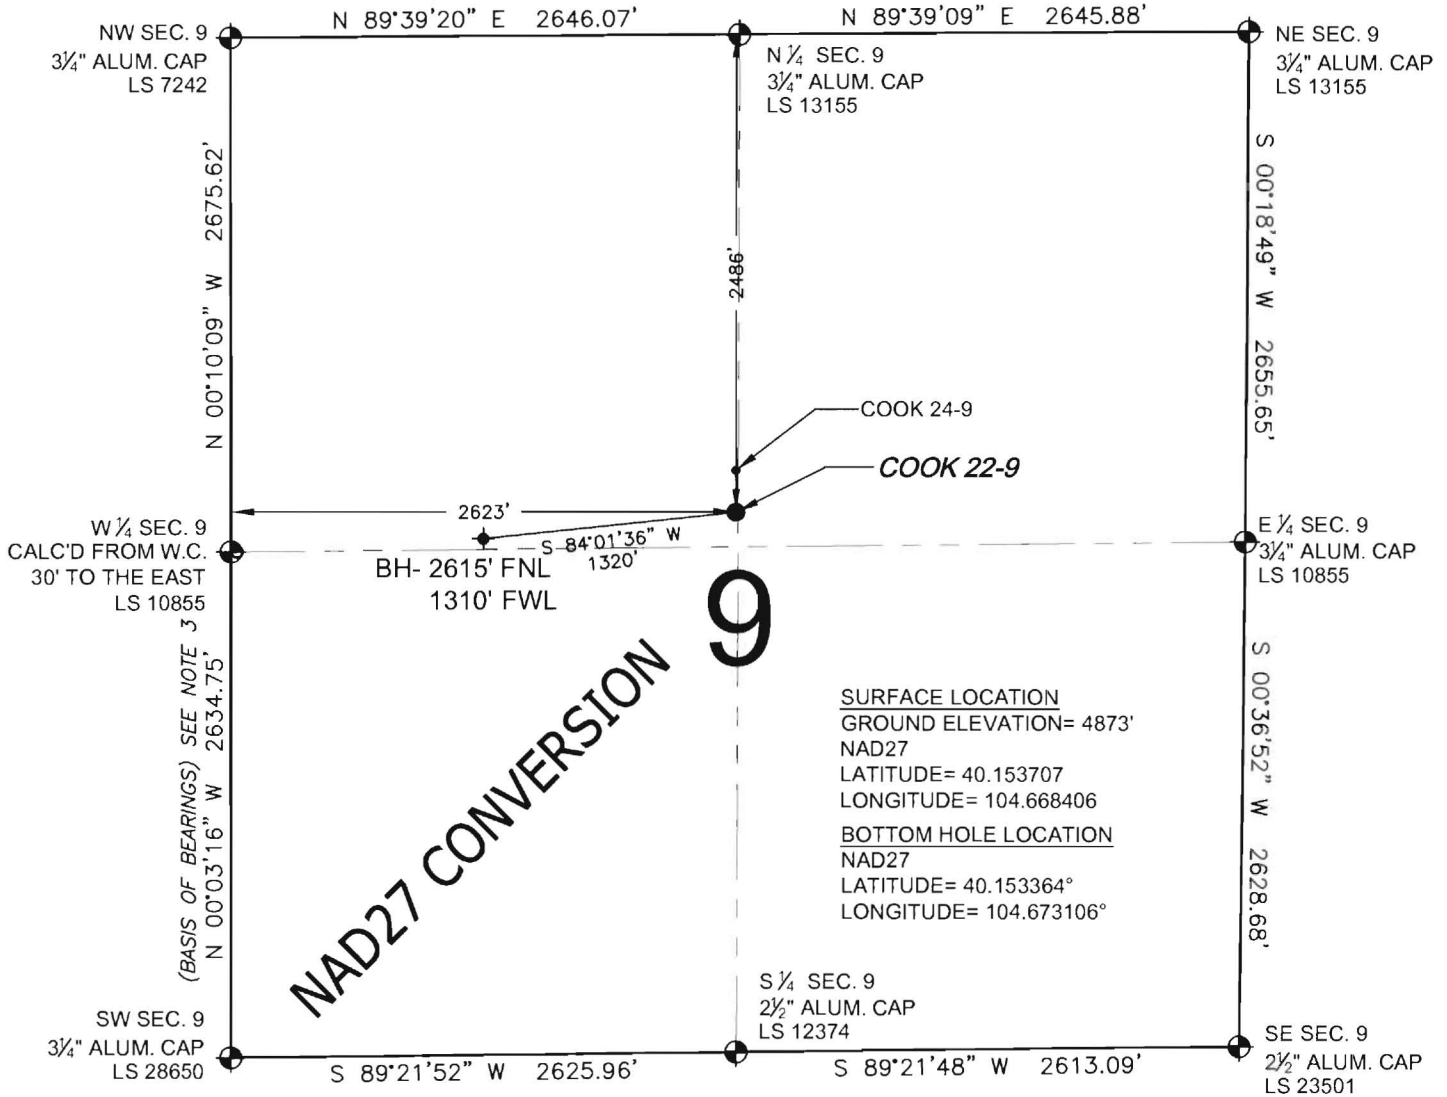 N 89°39'20" E 2646.07'
N 89°39'09" E 2645.88'
NW SEC. 9
3¼" ALUM. CAP
LS 7242
N ¼ SEC. 9
3¼" ALUM. CAP
LS 13155
NE SEC. 9
3¼" ALUM. CAP
LS 13155
N 00°10'09" W 2675.62'
2486'
S 00°18'49" W 2655.65'
COOK 24-9
COOK 22-9
2623'
S 84°01'36" W
1320'
BH- 2615' FNL
1310' FWL
W ¼ SEC. 9
CALC'D FROM W.C.
30' TO THE EAST
LS 10855
E ¼ SEC. 9
3¼" ALUM. CAP
LS 10855
9
(BASIS OF BEARINGS) SEE NOTE 3
N 00°03'16" W 2634.75'
NAD27 CONVERSION
SURFACE LOCATION
GROUND ELEVATION= 4873'
NAD27
LATITUDE= 40.153707
LONGITUDE= 104.668406
BOTTOM HOLE LOCATION
NAD27
LATITUDE= 40.153364°
LONGITUDE= 104.673106°
S 00°36'52" W 2628.68'
S ¼ SEC. 9
2½" ALUM. CAP
LS 12374
SW SEC. 9
3¼" ALUM. CAP
LS 28650
S 89°21'52" W 2625.96'
S 89°21'48" W 2613.09'
SE SEC. 9
2½" ALUM. CAP
LS 23501